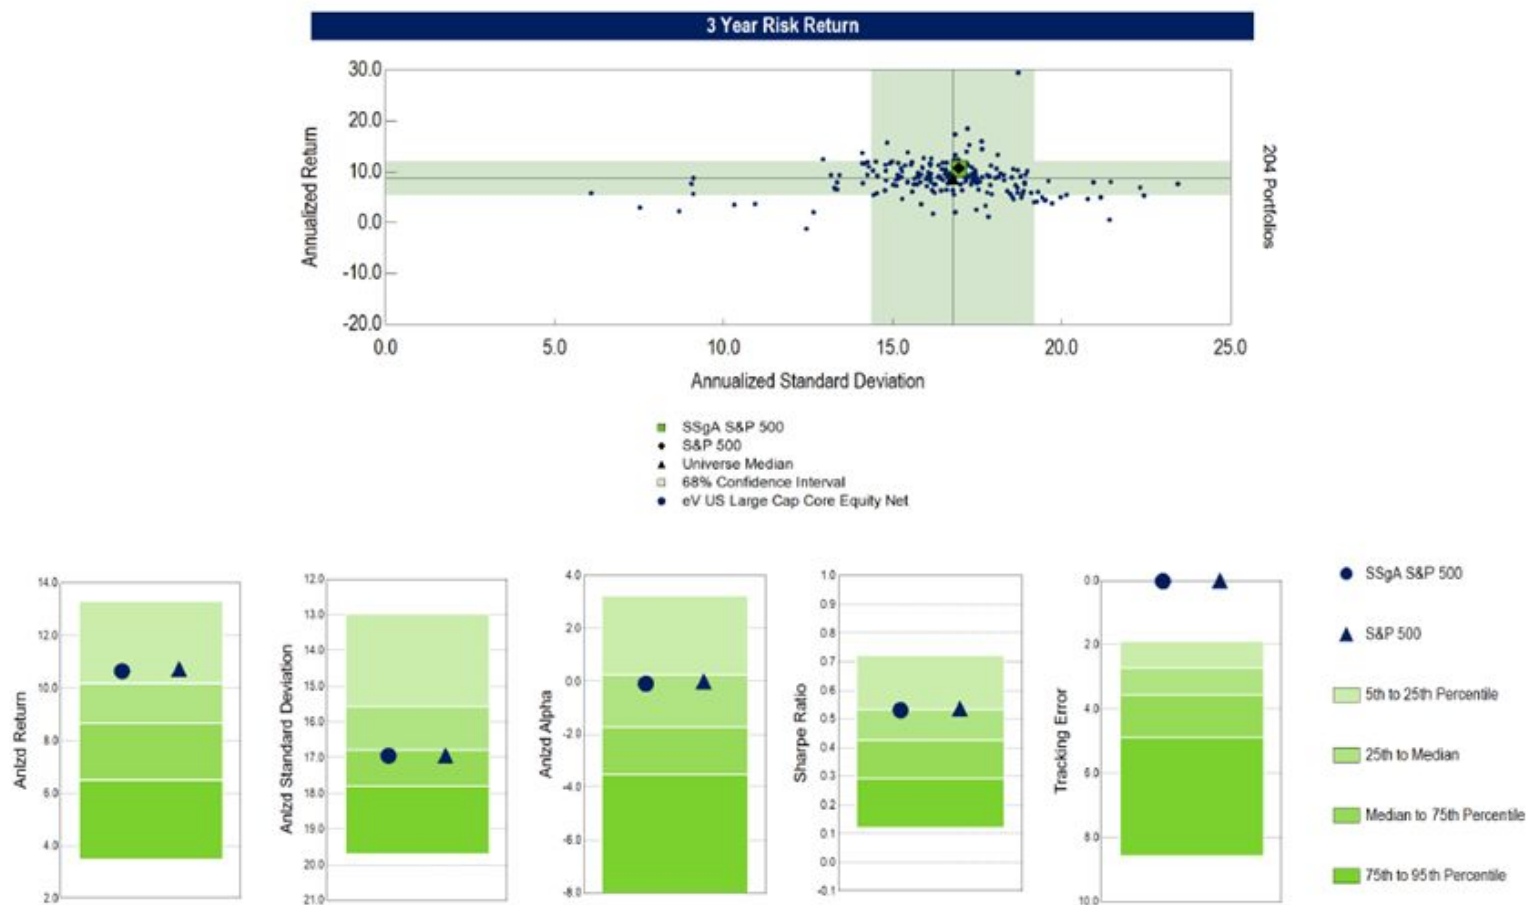 3 Year Risk Return
Annualized Return
30.0
20.0
10.0
0.0
-10.0
-20.0
0.0 5.0 10.0 15.0 20.0 25.0
Annualized Standard Deviation
204 Portfolios
SSgA S&P 500
S&P 500
Universe Median
68% Confidence Interval
eV US Large Cap Core Equity Net
Anlzd Return
14.0
12.0
10.0
8.0
6.0
4.0
2.0
Anlzd Standard Deviation
12.0
13.0
14.0
15.0
16.0
17.0
18.0
19.0
20.0
21.0
Anlzd Alpha
4.0
2.0
0.0
-2.0
-4.0
-6.0
-8.0
Sharpe Ratio
1.0
0.9
0.8
0.7
0.6
0.5
0.4
0.3
0.2
0.1
0.0
-0.1
Tracking Error
0.0
2.0
4.0
6.0
8.0
10.0
SSgA S&P 500
S&P 500
5th to 25th Percentile
25th to Median
Median to 75th Percentile
75th to 95th Percentile